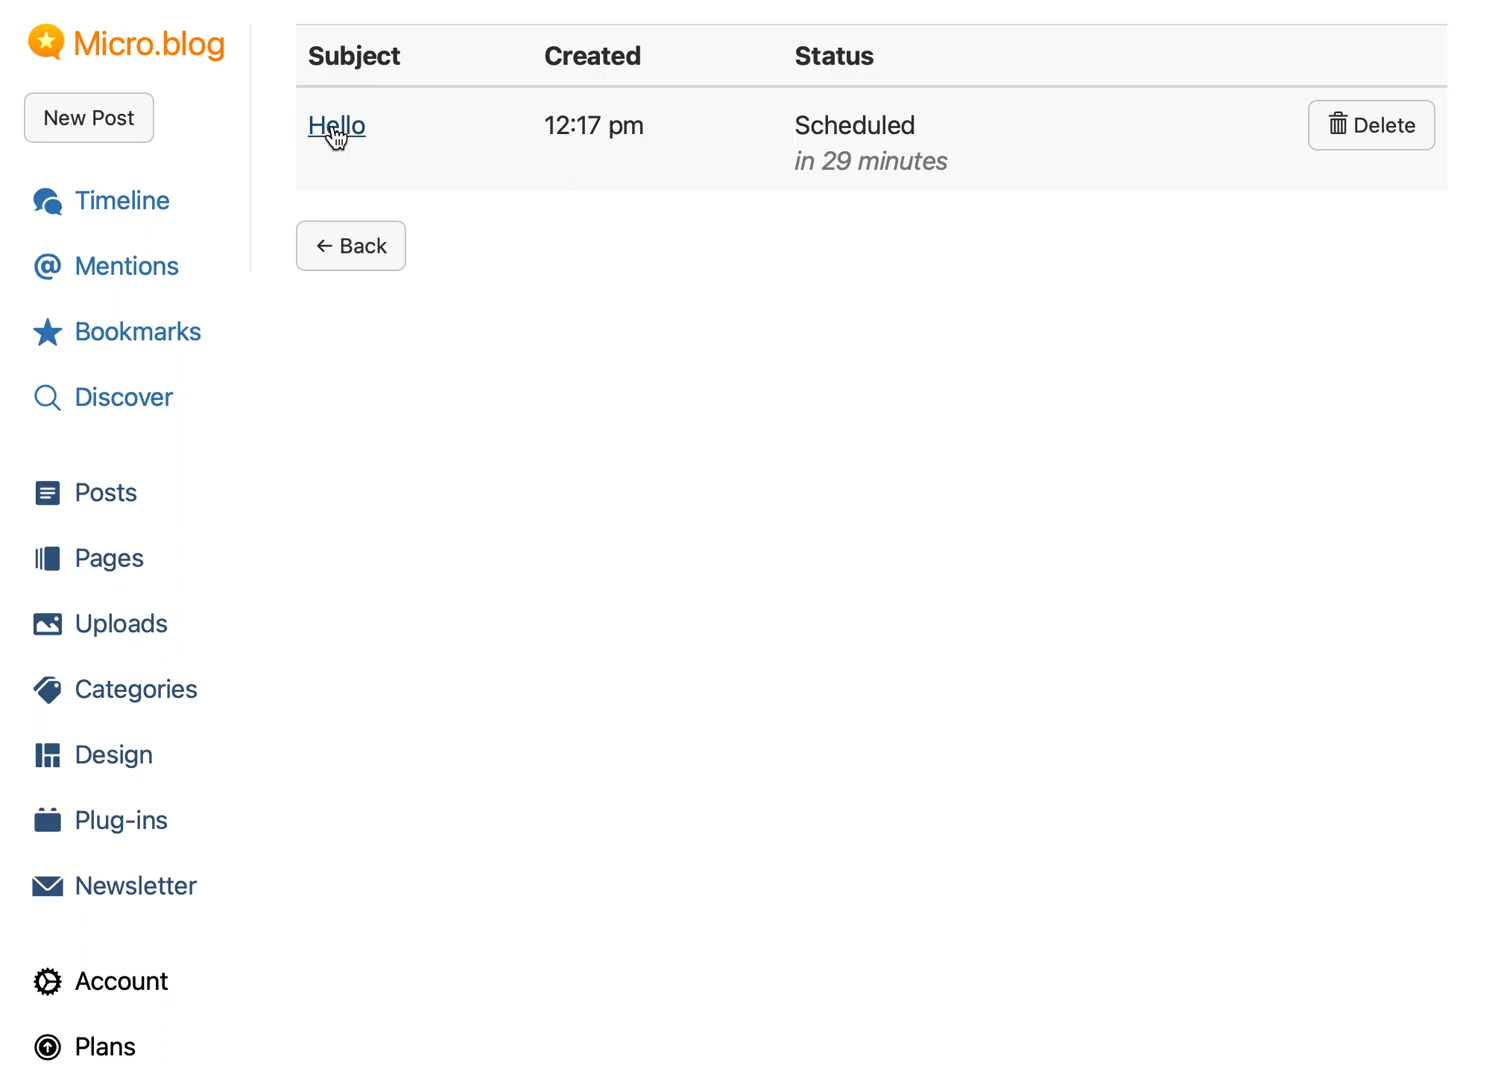 Micro.blog
New Post
Timeline
@ Mentions
Bookmarks
Discover
Posts
Pages
Uploads
Categories
Design
Plug-ins
Newsletter
Account
Plans
Subject Created Status
Hello 12:17 pm Scheduled Delete
in 29 minutes
← Back